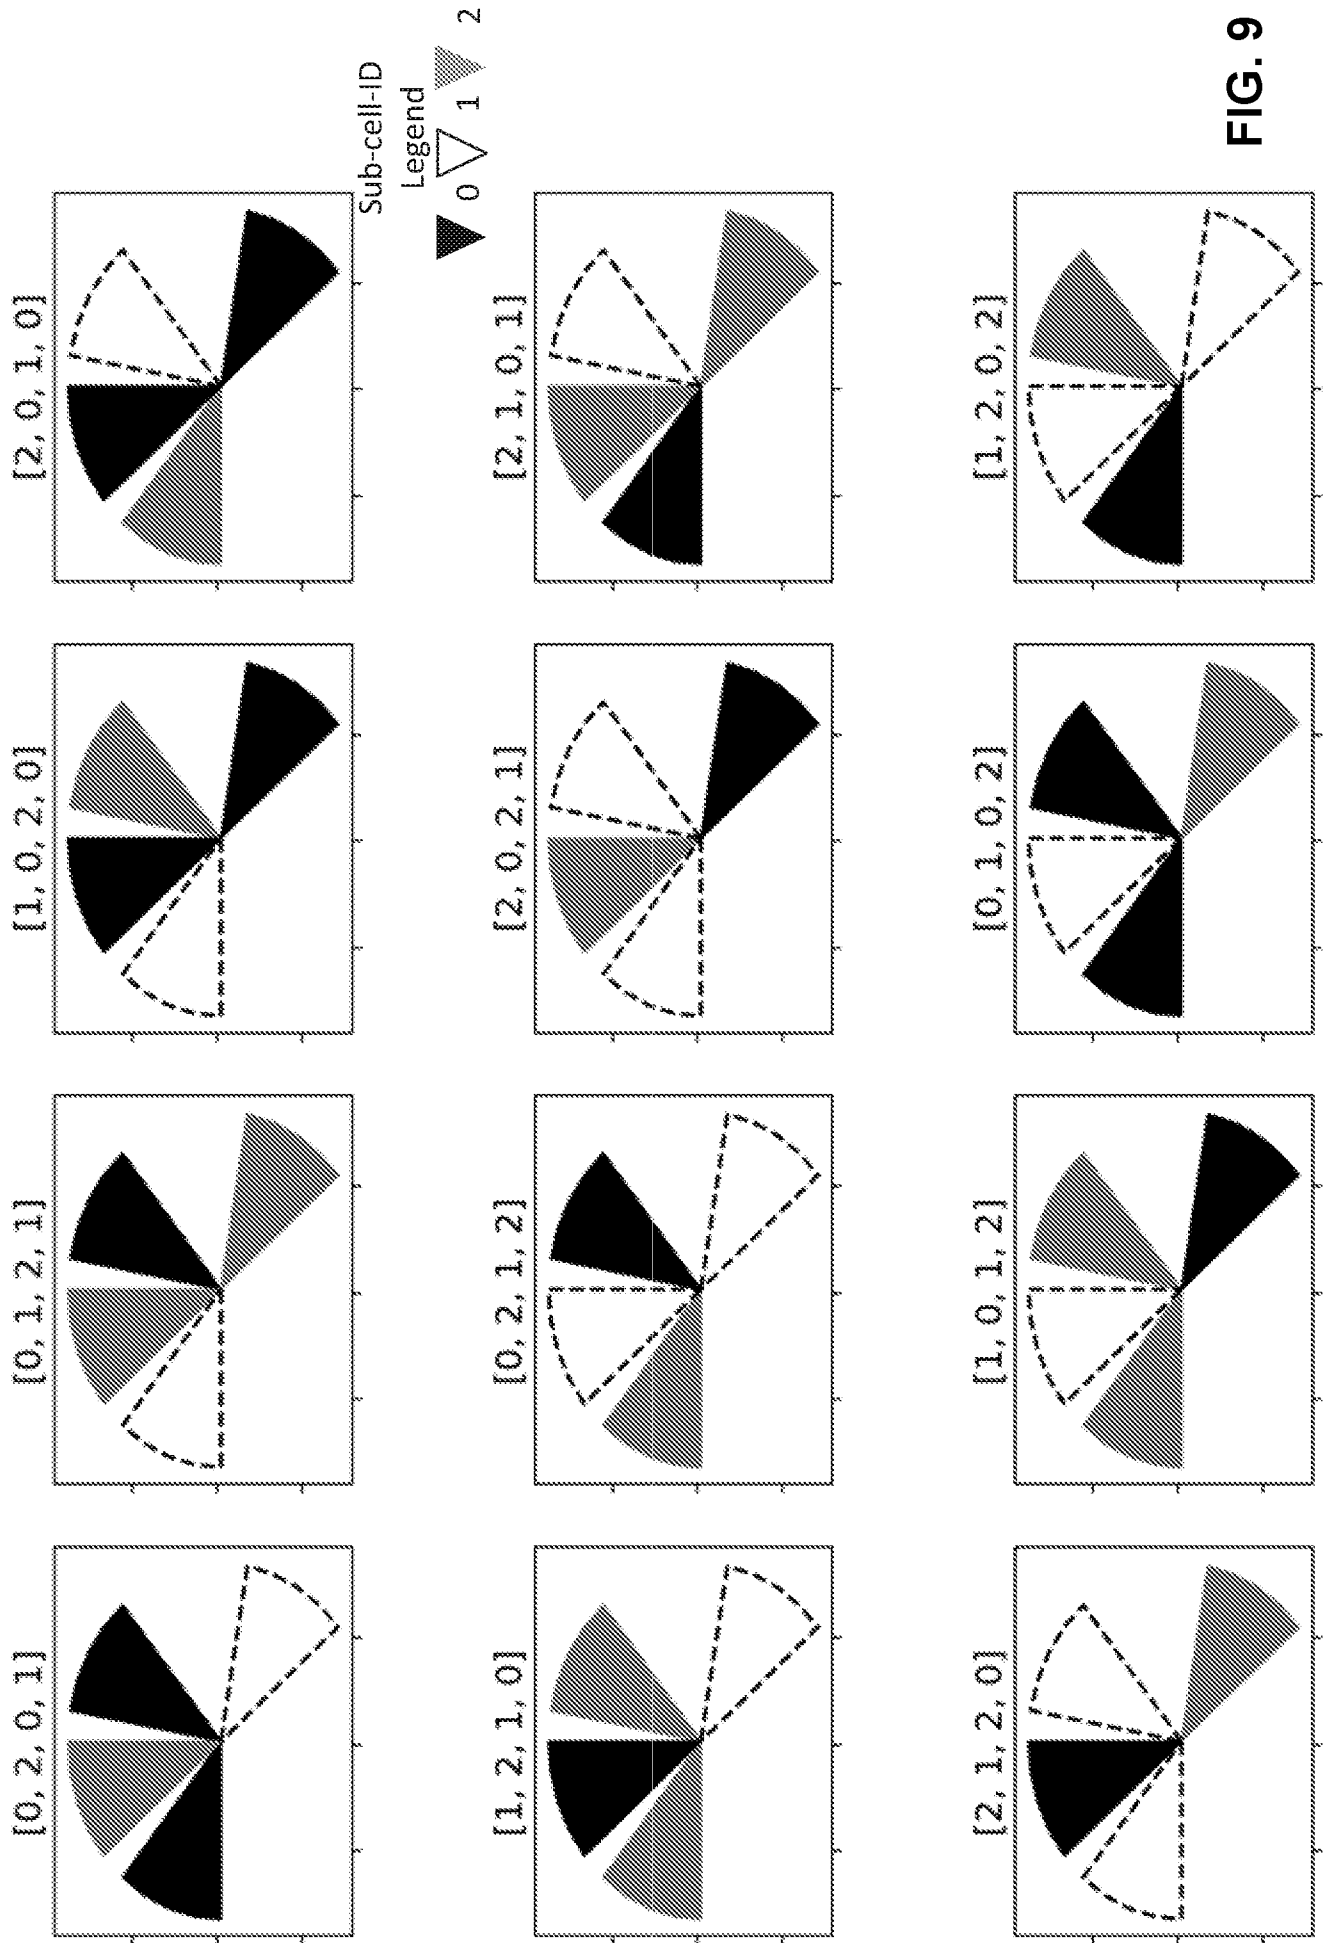 [0, 2, 0, 1]
[0, 1, 2, 1]
[1, 0, 2, 0]
[2, 0, 1, 0]
Sub-cell-ID
Legend
0 1 2
[1, 2, 1, 0]
[0, 2, 1, 2]
[2, 0, 2, 1]
[2, 1, 0, 1]
[2, 1, 2, 0]
[1, 0, 1, 2]
[0, 1, 0, 2]
[1, 2, 0, 2]
FIG. 9